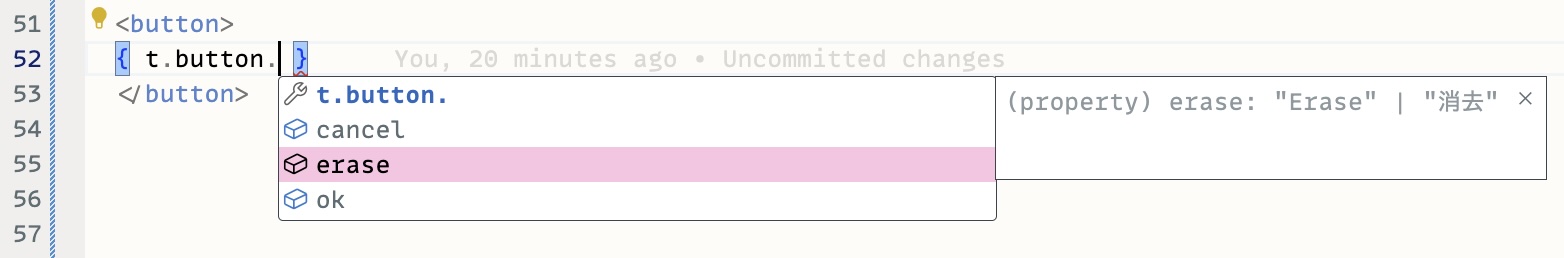 51 <button>
52 { t.button. } You, 20 minutes ago • Uncommitted changes
53 </button>
t.button.
(property) erase: "Erase" | "消去" ×
54 cancel
55 erase
56 ok
57